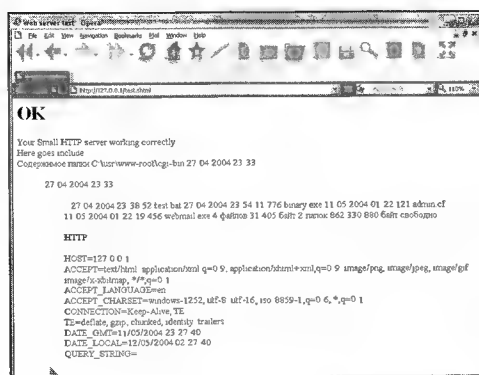 Web server test - Opera
File Edit View Navigation Bookmarks Mail Window Help
http://127.0.0.1/test.shtml
110%
OK
Your Small HTTP server working correctly
Here goes include
Содержимое папки C:\usr\www-root\cgi-bin 27 04 2004 23 33
27 04 2004 23 33
27 04 2004 23 38 52 test bat 27 04 2004 23 54 11 776 binary exe 11 05 2004 01 22 121 admin cf
11 05 2004 01 22 19 456 webmail exe 4 файлов 31 405 байт 2 папок 862 330 880 байт свободно
HTTP
HOST=127 0 0 1
ACCEPT=text/html application/xml q=0 9, application/xhtml+xml,q=0 9 image/png, image/jpeg, image/gif
image/x-xbitmap, */*,q=0 1
ACCEPT_LANGUAGE=en
ACCEPT_CHARSET=windows-1252, utf-8 utf-16, iso 8859-1,q=0 6, *,q=0 1
CONNECTION=Keep-Alive, TE
TE=deflate, gzip, chunked, identity trailers
DATE_GMT=11/05/2004 23 27 40
DATE_LOCAL=12/05/2004 02 27 40
QUERY_STRING=